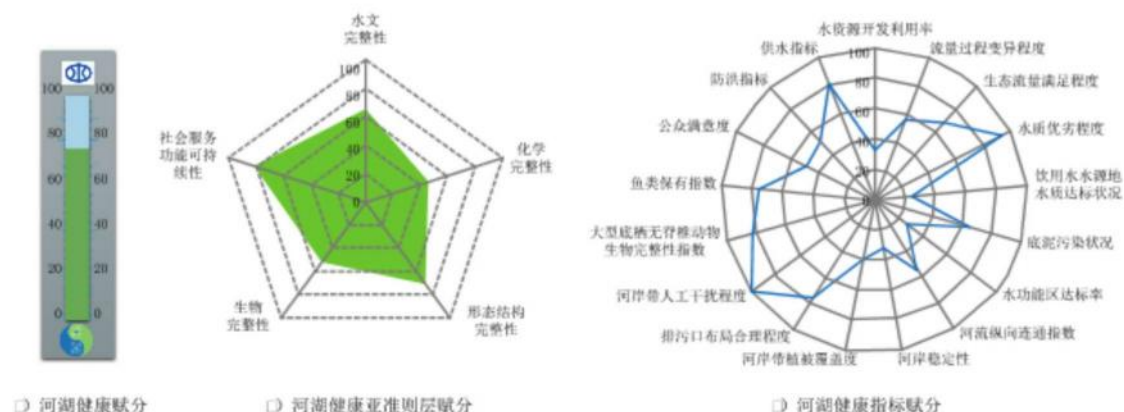 100 100
80 80
60 60
40 40
20 20
0 0
河湖健康赋分
水文
完整性
100
80
60
40
20
0
化学
完整性
形态结构
完整性
生物
完整性
社会服务
功能可持
续性
河湖健康亚准则层赋分
水资源开发利用率
流量过程变异程度
生态流量满足程度
水质优劣程度
饮用水水源地
水质达标状况
底泥污染状况
水功能区达标率
河流纵向连通指数
河岸稳定性
河岸带植被覆盖度
排污口布局合理程度
河岸带人工干扰程度
大型底栖无脊椎动物
生物完整性指数
鱼类保有指数
公众满意度
防洪指标
供水指标
100
80
60
40
20
0
河湖健康指标赋分